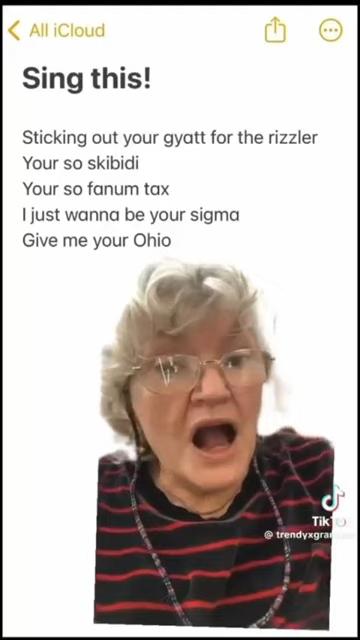 All iCloud
Sing this!
Sticking out your gyatt for the rizzler
Your so skibidi
Your so fanum tax
I just wanna be your sigma
Give me your Ohio
TikTok